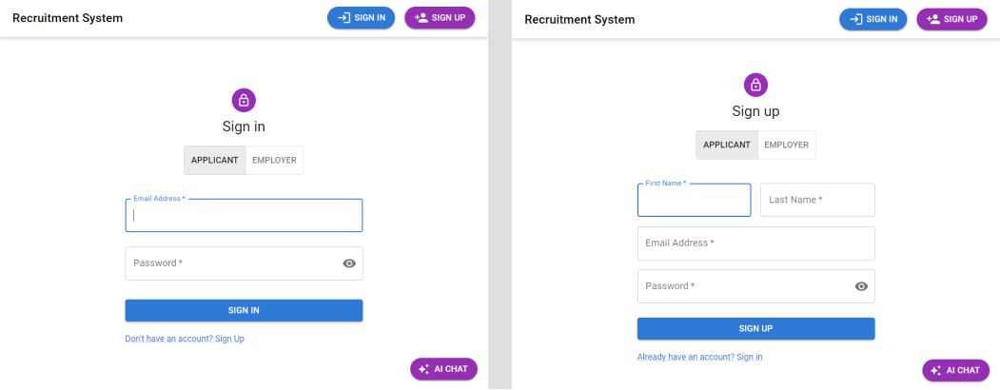 Recruitment System
SIGN IN
SIGN UP
Sign in
APPLICANT
EMPLOYER
Email Address *
Password *
SIGN IN
Don't have an account? Sign Up
AI CHAT
Recruitment System
SIGN IN
SIGN UP
Sign up
APPLICANT
EMPLOYER
First Name *
Last Name *
Email Address *
Password *
SIGN UP
Already have an account? Sign in
AI CHAT